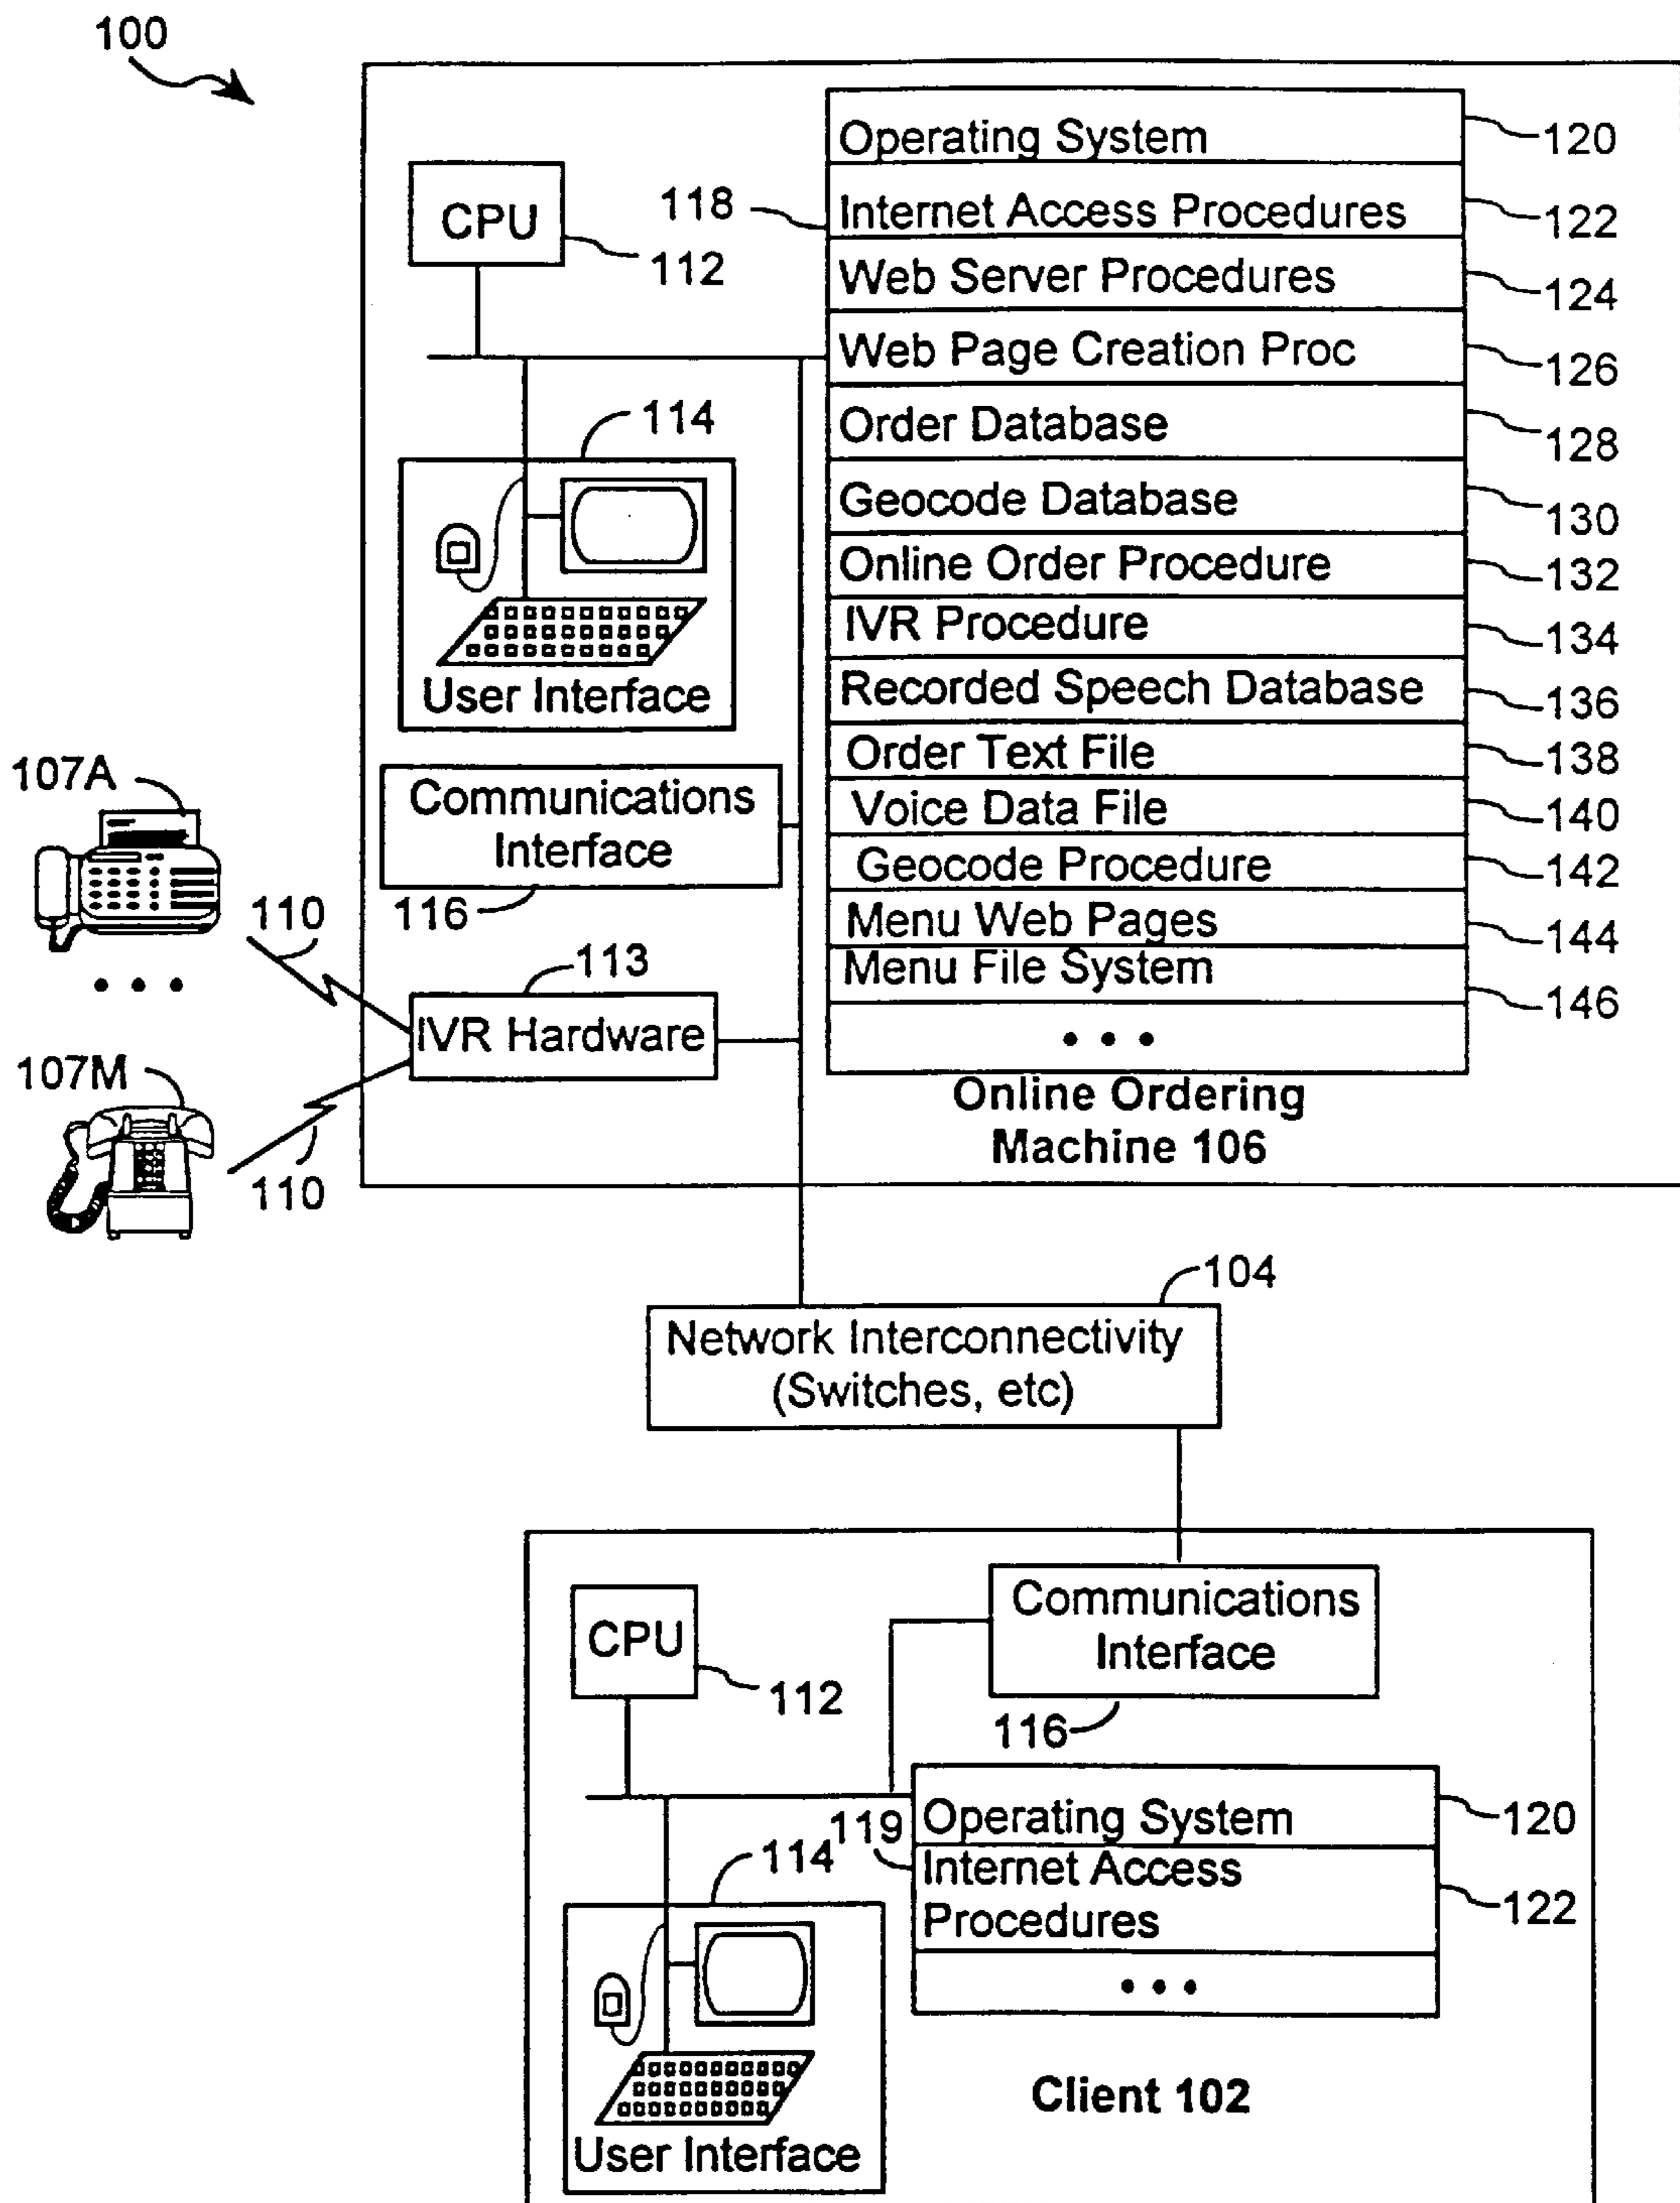 100
Operating System
120
CPU
118
Internet Access Procedures
122
112
Web Server Procedures
124
Web Page Creation Proc
126
114
Order Database
128
Geocode Database
130
Online Order Procedure
132
IVR Procedure
134
User Interface
Recorded Speech Database
136
Order Text File
138
107A
Communications
Interface
Voice Data File
140
Geocode Procedure
142
116
110
Menu Web Pages
144
113
Menu File System
146
IVR Hardware
• • •
• • •
107M
Online Ordering
Machine 106
110
104
Network Interconnectivity
(Switches, etc)
CPU
Communications
Interface
112
116
119
Operating System
120
114
Internet Access
Procedures
122
• • •
Client 102
User Interface